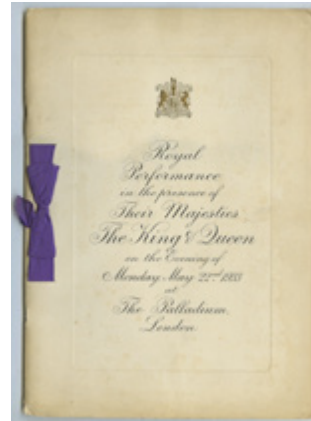 Royal
Performance
in the presence of
Their Majesties
The King & Queen
on the Evening of
Monday May 22nd 1933
at
The Palladium,
London